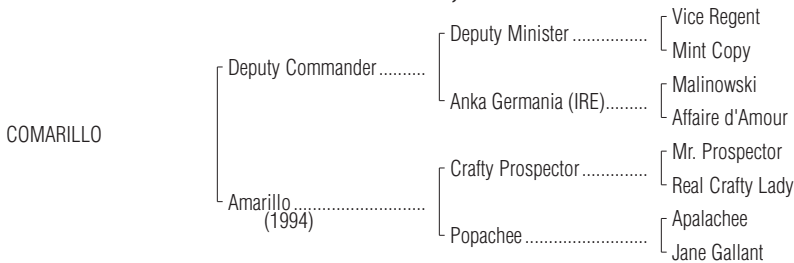 Vice Regent
Deputy Minister ................
Mint Copy
Deputy Commander ..........
Malinowski
Anka Germania (IRE) .........
Affaire d'Amour
COMARILLO
Mr. Prospector
Crafty Prospector ..............
Real Crafty Lady
Amarillo ............................
(1994)
Apalachee
Popachee ..........................
Jane Gallant